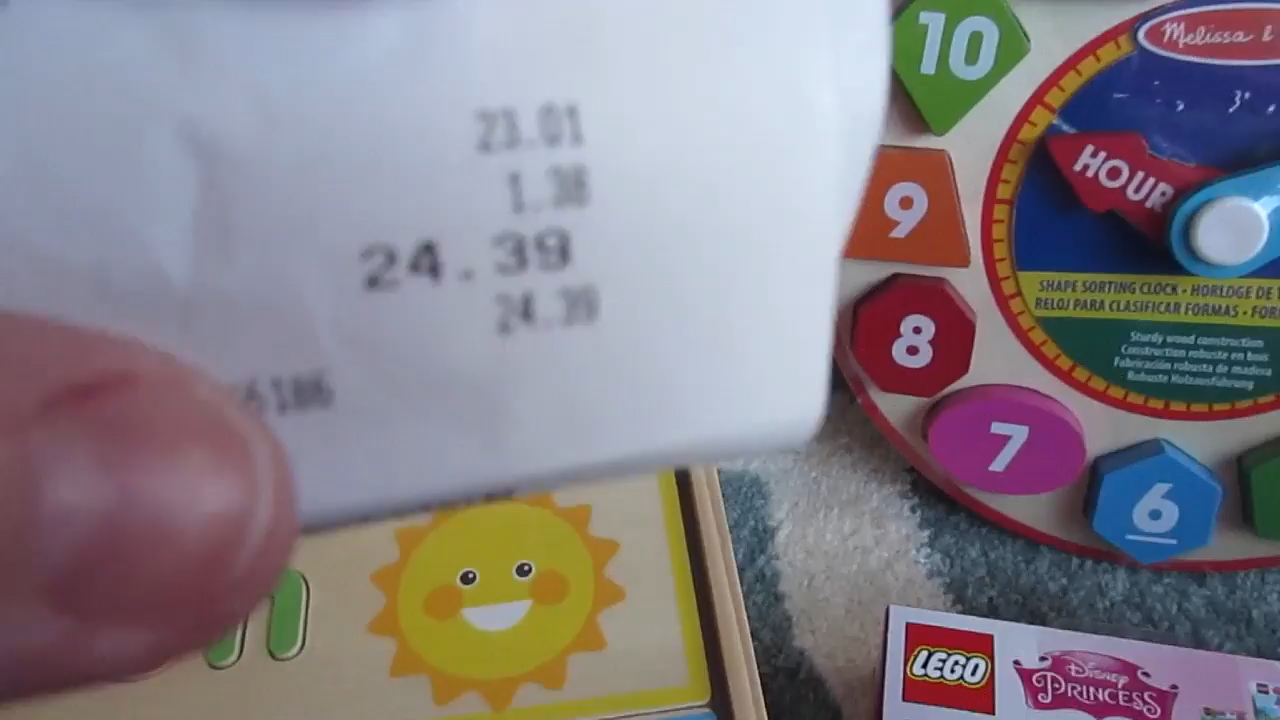 23.01
1.38
24.39
24.39
6186
10
9
8
7
6
Melissa &
HOUR
SHAPE SORTING CLOCK • HORLOGE DE
RELOJ PARA CLASIFICAR FORMAS • FOR
Sturdy wood construction
Construction robuste en bois
Fabricación robusta de madera
Robuste Holzausführung
LEGO
Disney
PRINCESS